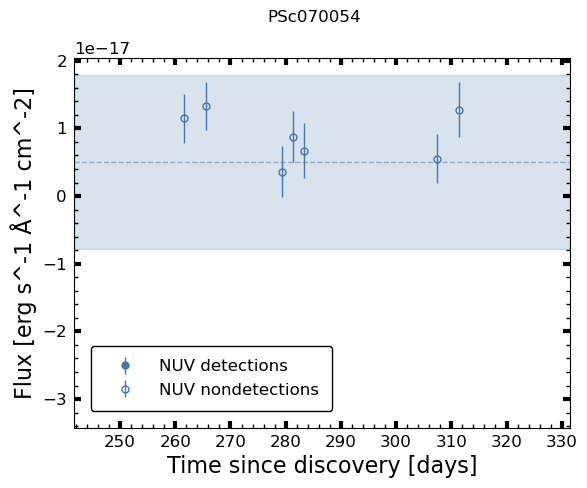 PSc070054
1e−17
2
1
0
−1
−2
−3
Flux [erg s^-1 Å^-1 cm^-2]
NUV detections
NUV nondetections
250 260 270 280 290 300 310 320 330
Time since discovery [days]